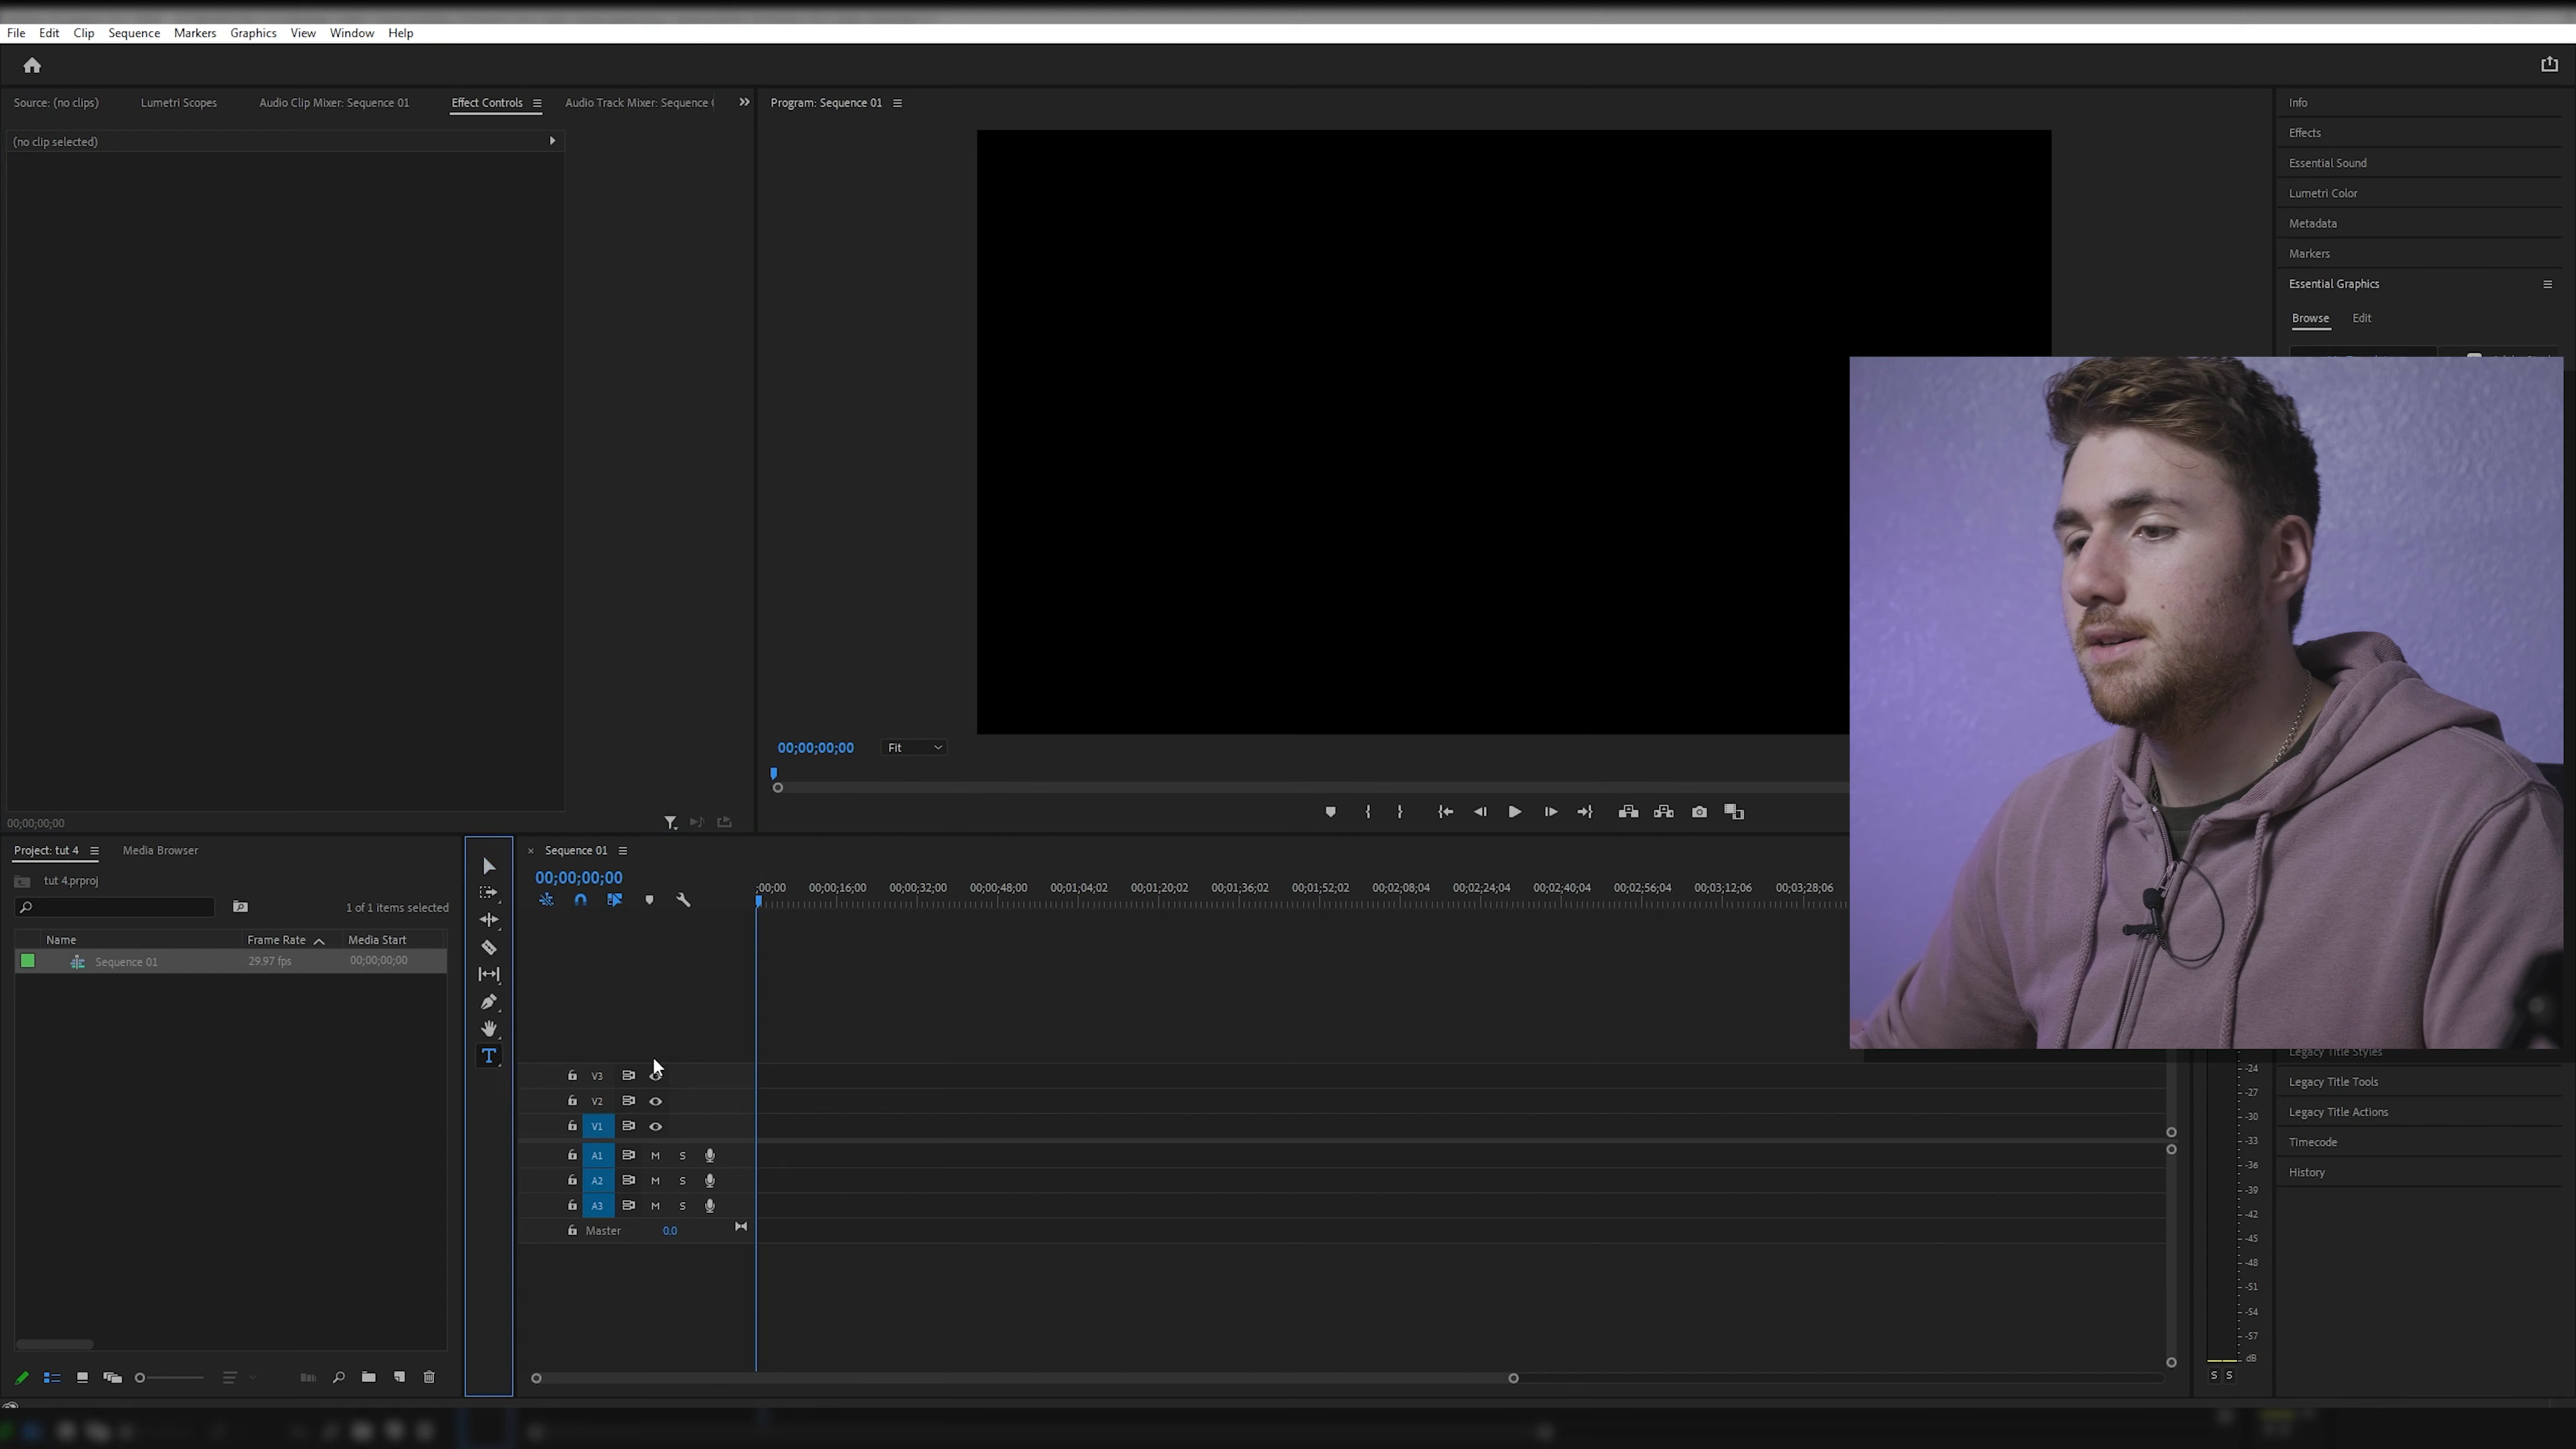 File Edit Clip Sequence Markers Graphics View Window Help
Source: (no clips) Lumetri Scopes Audio Clip Mixer: Sequence 01 Effect Controls Audio Track Mixer: Sequence
(no clip selected)
00;00;00;00
Program: Sequence 01
00;00;00;00 Fit
Info
Effects
Essential Sound
Lumetri Color
Metadata
Markers
Essential Graphics
Browse Edit
Legacy Title Styles
Legacy Title Tools
Legacy Title Actions
Timecode
History
Project: tut 4 Media Browser
tut 4.prproj
1 of 1 items selected
Name Frame Rate Media Start
Sequence 01 29.97 fps 00;00;00;00
T
Sequence 01
00;00;00;00
;00;00 00;00;16;00 00;00;32;00 00;00;48;00 00;01;04;02 00;01;20;02 00;01;36;02 00;01;52;02 00;02;08;04 00;02;24;04 00;02;40;04 00;02;56;04 00;03;12;06 00;03;28;06
V3
V2
V1
A1 M S
A2 M S
A3 M S
Master 0.0
-24
-27
-30
-33
-36
-39
-42
-45
-48
-51
-54
-57
dB
S S